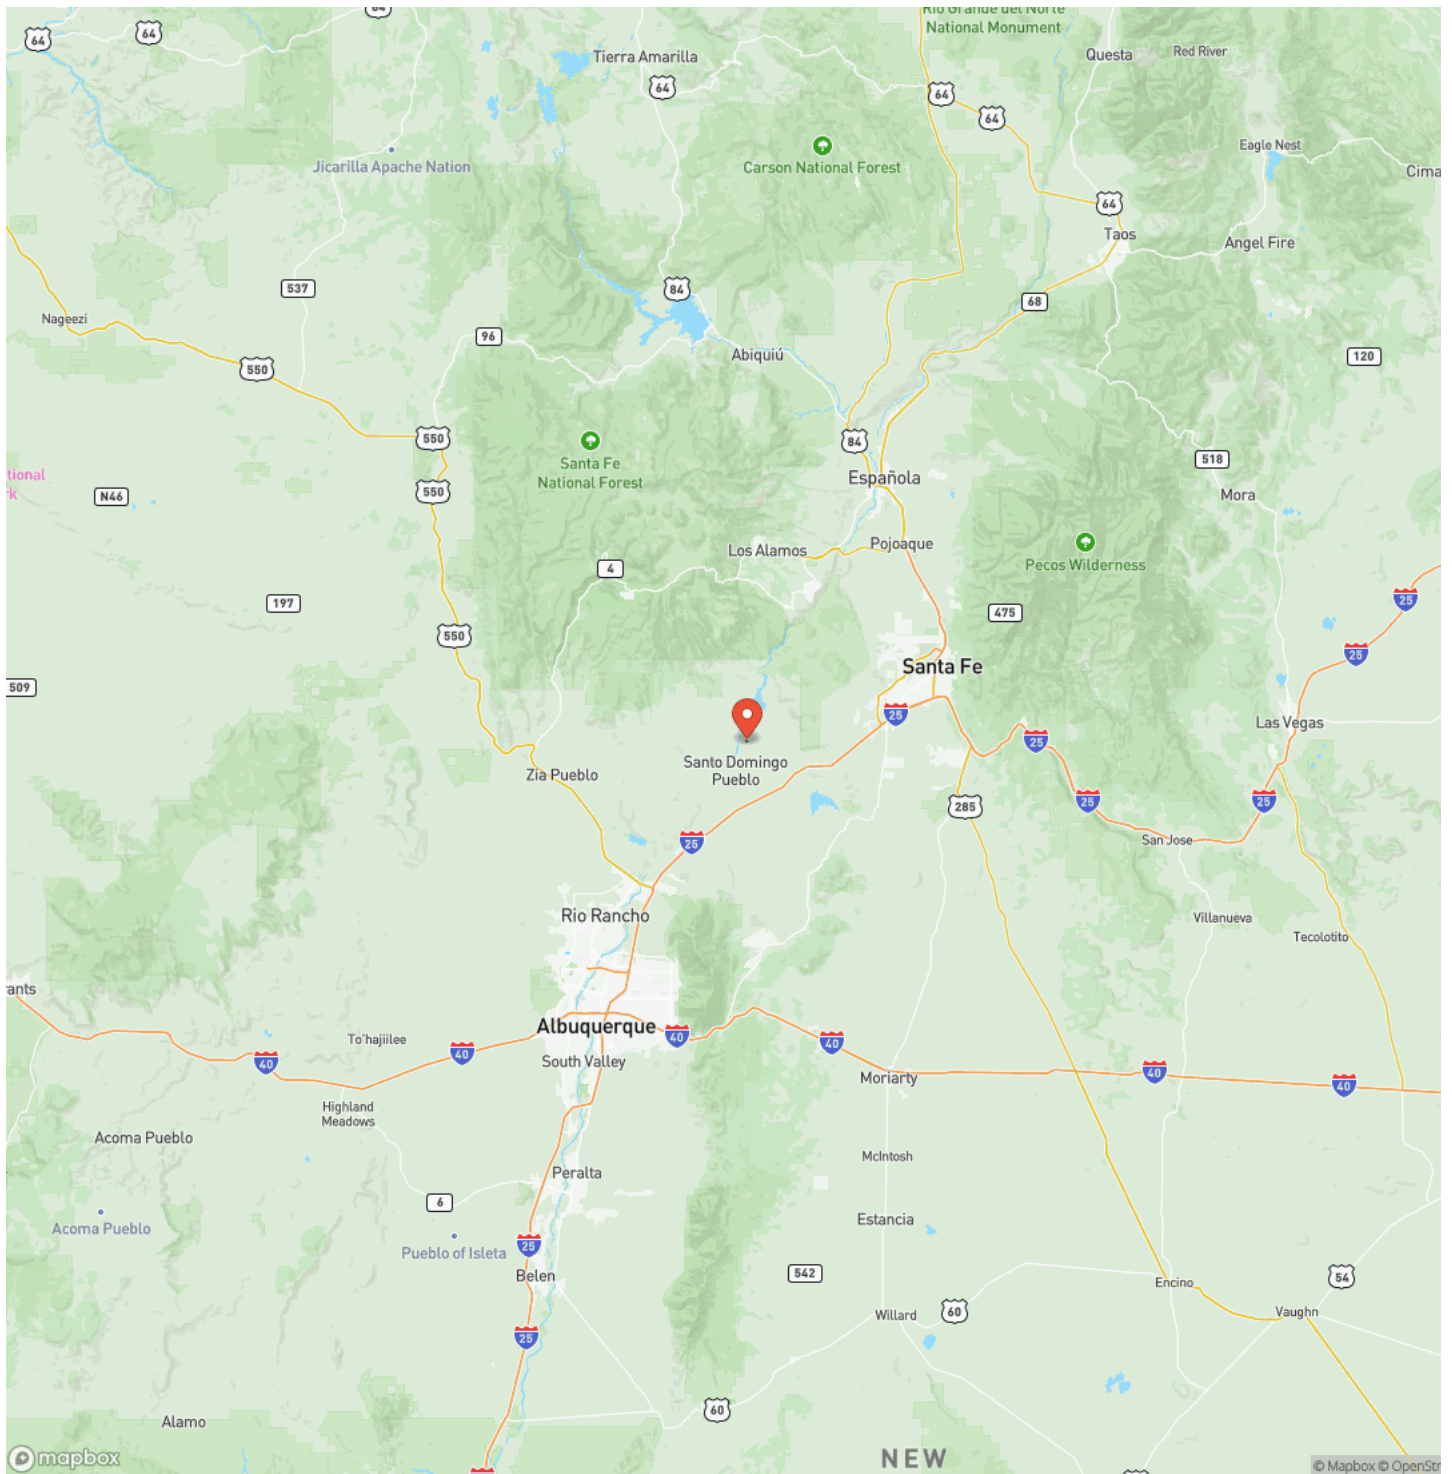 64
Rio Grande del Norte
National Monument
64
64
Tierra Amarilla
Questa
Red River
64
64
64
Carson National Forest
Jicarilla Apache Nation
Eagle Nest
Cima
64
Taos
Angel Fire
537
84
68
Nageezi
96
Abiquiú
120
550
550
84
518
Santa Fe
National Forest
tional
k
N46
550
Española
Mora
Los Alamos
Pojoaque
Pecos Wilderness
4
197
475
25
550
25
Santa Fe
509
25
25
Las Vegas
Santo Domingo
Pueblo
Zia Pueblo
285
25
25
25
San Jose
Rio Rancho
Villanueva
Tecolotito
ants
Albuquerque
To'hajiilee
40
40
40
40
40
40
South Valley
Moriarty
Highland
Meadows
Acoma Pueblo
McIntosh
Peralta
6
Acoma Pueblo
Estancia
Pueblo of Isleta
25
Belen
542
54
Encino
60
Willard
Vaughn
25
60
Alamo
mapbox
NEW
© Mapbox © OpenStr